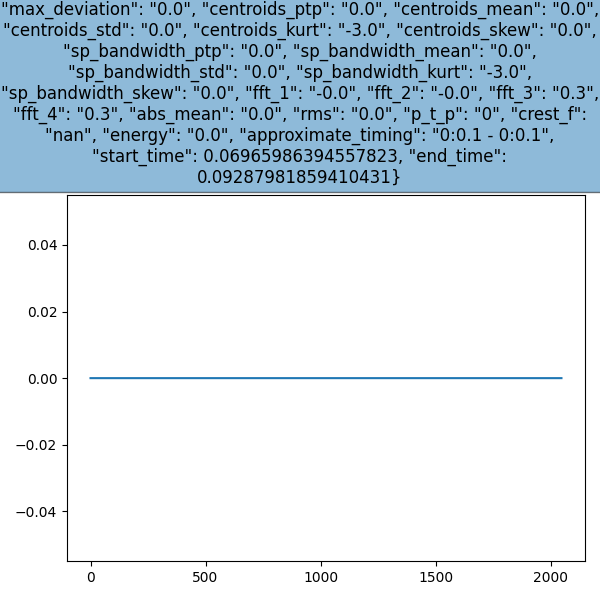 "max_deviation": "0.0", "centroids_ptp": "0.0", "centroids_mean": "0.0",
"centroids_std": "0.0", "centroids_kurt": "-3.0", "centroids_skew": "0.0",
"sp_bandwidth_ptp": "0.0", "sp_bandwidth_mean": "0.0",
"sp_bandwidth_std": "0.0", "sp_bandwidth_kurt": "-3.0",
"sp_bandwidth_skew": "0.0", "fft_1": "-0.0", "fft_2": "-0.0", "fft_3": "0.3",
"fft_4": "0.3", "abs_mean": "0.0", "rms": "0.0", "p_t_p": "0", "crest_f":
"nan", "energy": "0.0", "approximate_timing": "0:0.1 - 0:0.1",
"start_time": 0.06965986394557823, "end_time":
0.09287981859410431}
0.04
0.02
0.00
−0.02
−0.04
0
500
1000
1500
2000